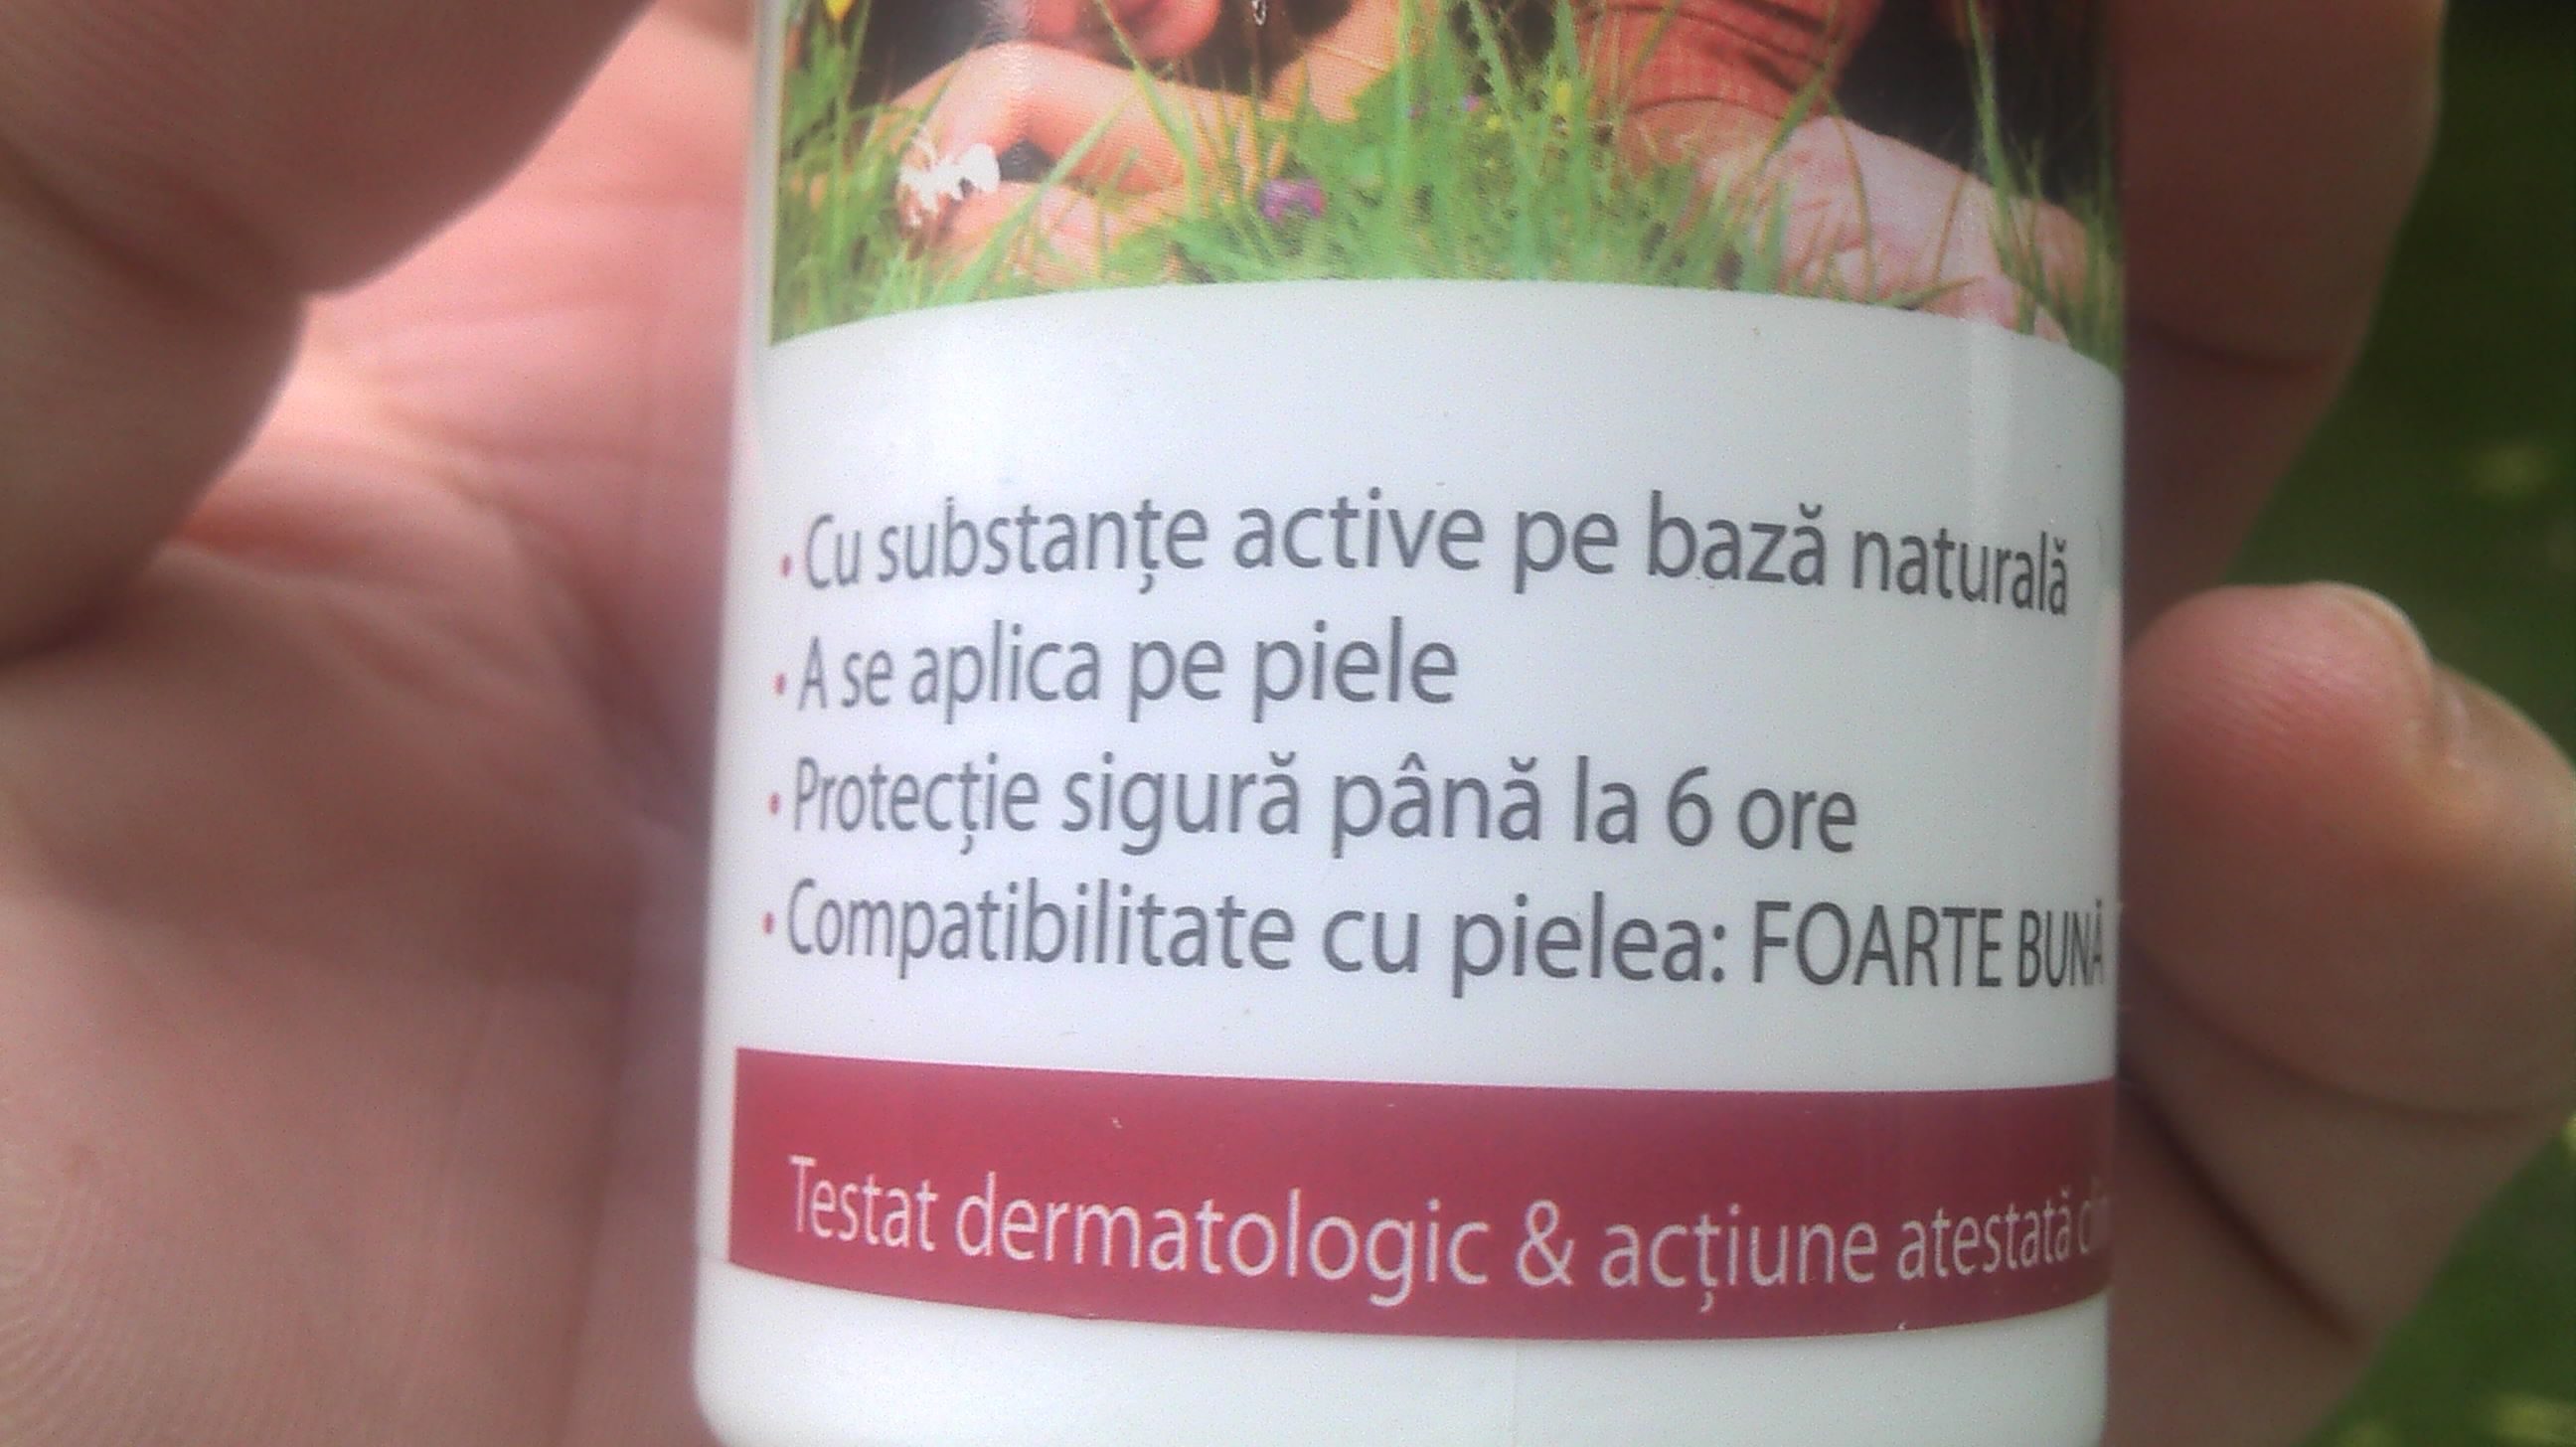 • Cu substanțe active pe bază naturală
• A se aplica pe piele
• Protecție sigură până la 6 ore
• Compatibilitate cu pielea: FOARTE BUNĂ
Testat dermatologic & acțiune atestată